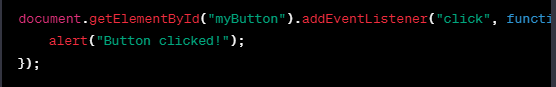 document.getElementById("myButton").addEventListener("click", functi
    alert("Button clicked!");
});